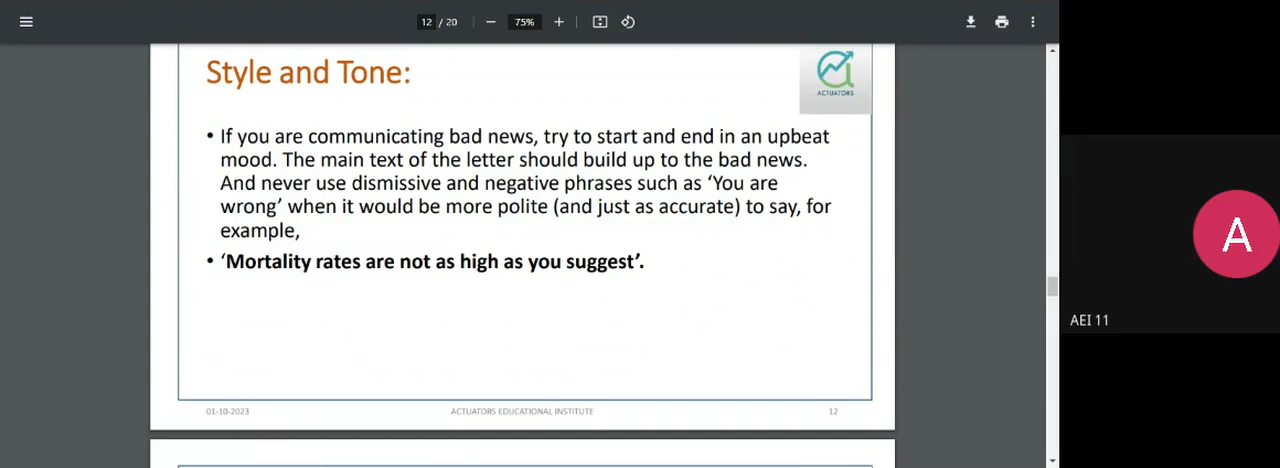 12 / 20
75%
Style and Tone:
ACTUATORS
• If you are communicating bad news, try to start and end in an upbeat
mood. The main text of the letter should build up to the bad news.
And never use dismissive and negative phrases such as ‘You are
wrong’ when it would be more polite (and just as accurate) to say, for
example,
• ‘Mortality rates are not as high as you suggest’.
01-10-2023
ACTUATORS EDUCATIONAL INSTITUTE
12
A
AEI 11